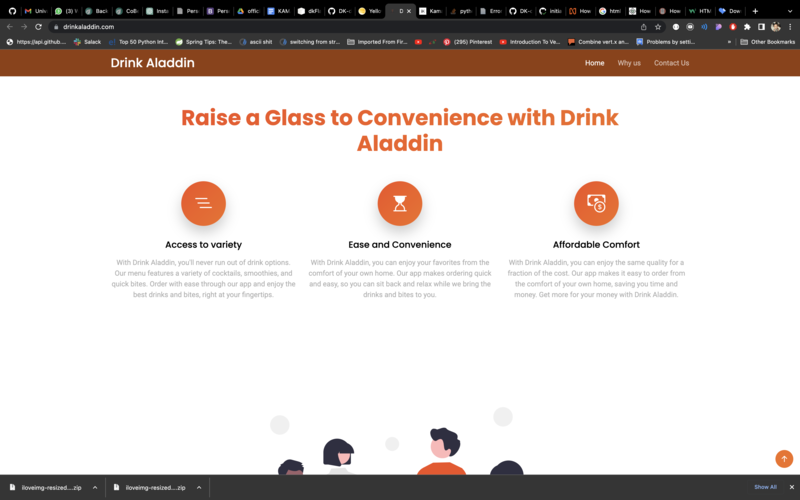 Unive
(3) W
Back
CoBi
Insta
Pers
Pers
offic
KAM
dkFl
GK-
Yello
D
Kam
pyth
Erro
GK-
initia
How
html
How
How
HTM
Dow
drinkaladdin.com
https://api.github....
Salack
Top 50 Python Int...
Spring Tips: The...
ascii shit
switching from str...
Imported From Fir...
(295) Pinterest
Introduction To Ve...
Combine vert.x an...
Problems by setti...
»
Other Bookmarks
Drink Aladdin
Home
Why us
Contact Us
Raise a Glass to Convenience with Drink
Aladdin
Access to variety
With Drink Aladdin, you'll never run out of drink options.
Our menu features a variety of cocktails, smoothies, and
quick bites. Order with ease through our app and enjoy the
best drinks and bites, right at your fingertips.
Ease and Convenience
With Drink Aladdin, you can enjoy your favorites from the
comfort of your own home. Our app makes ordering quick
and easy, so you can sit back and relax while we bring the
drinks and bites to you.
Affordable Comfort
With Drink Aladdin, you can enjoy the same quality for a
fraction of the cost. Our app makes it easy to order from
the comfort of your own home, saving you time and
money. Get more for your money with Drink Aladdin.
iloveimg-resized....zip
iloveimg-resized....zip
Show All